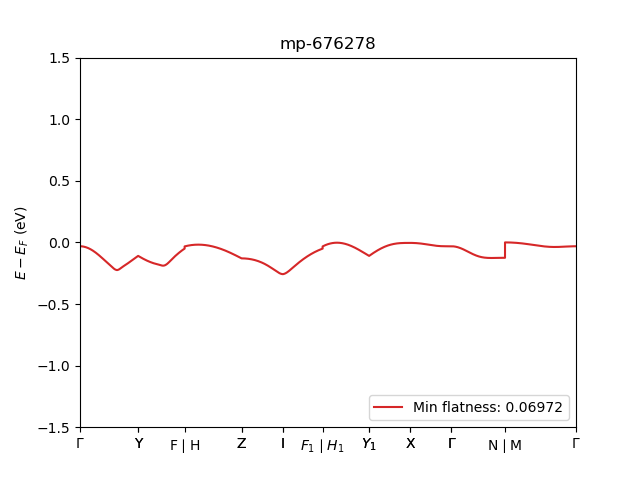 mp-676278
1.5
1.0
0.5
0.0
−0.5
−1.0
−1.5
E − E_F (eV)
Min flatness: 0.06972
Γ Y F | H Z I F₁ | H₁ Y₁ X Γ N | M Γ